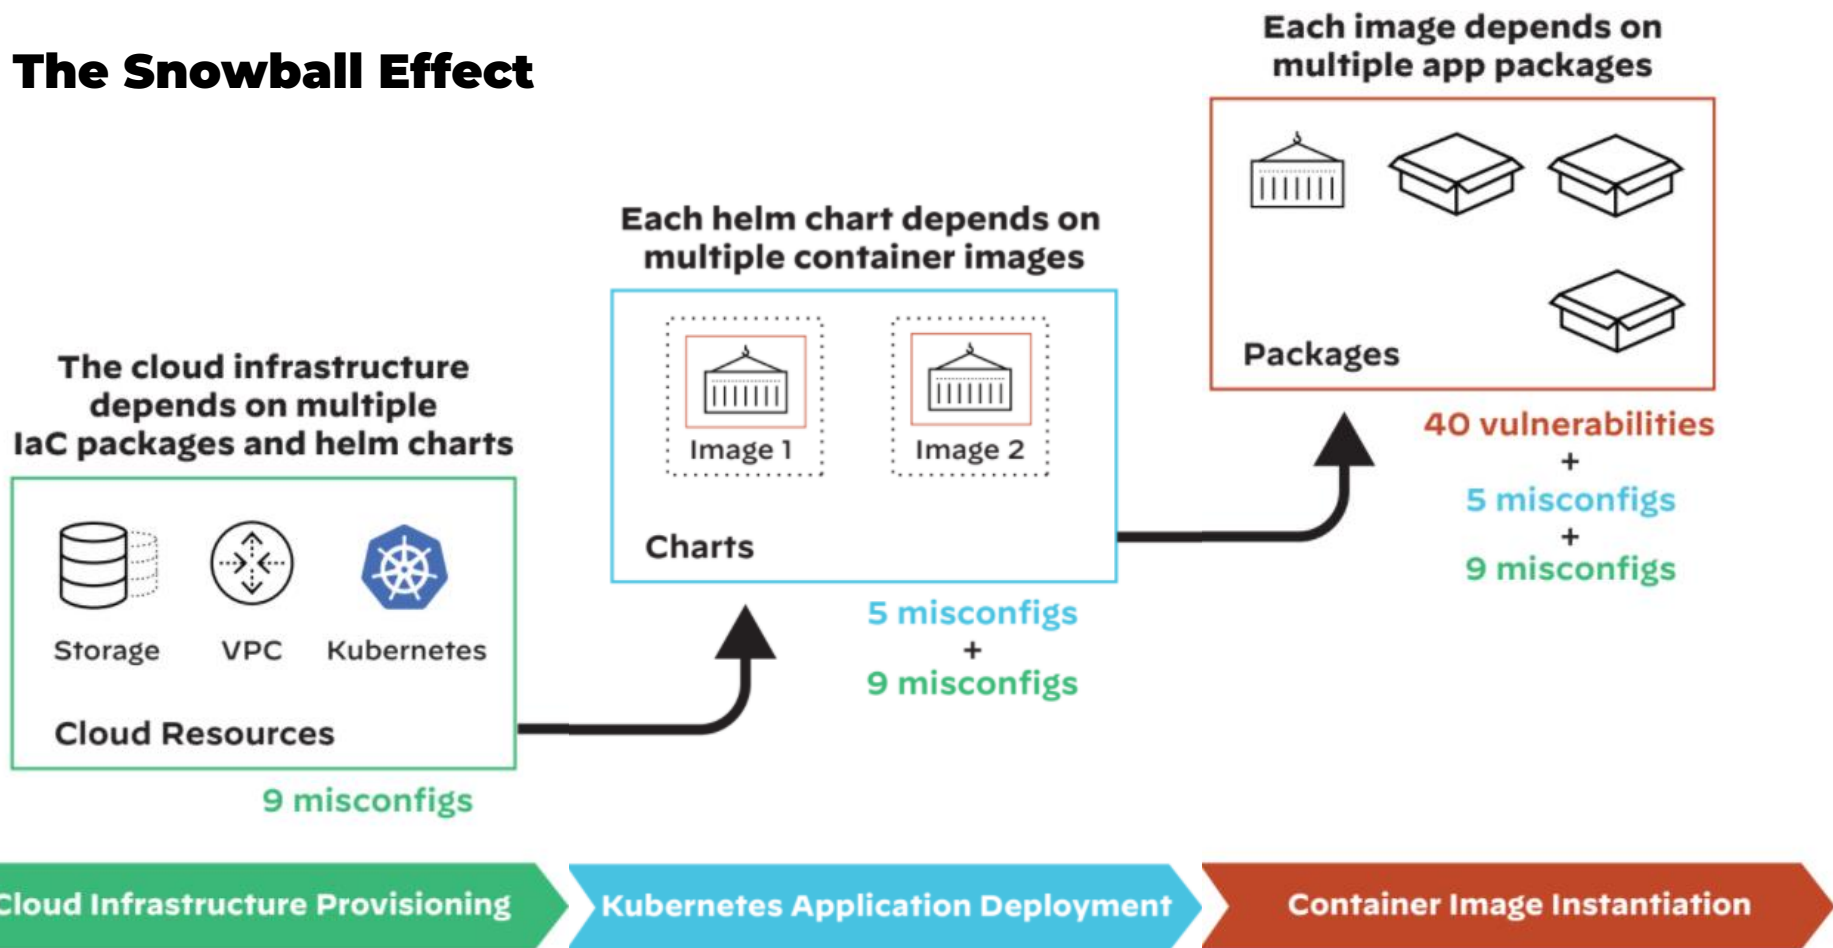 The Snowball Effect
Each image depends on
multiple app packages
Packages
40 vulnerabilities
+
5 misconfigs
+
9 misconfigs
Each helm chart depends on
multiple container images
Image 1
Image 2
Charts
5 misconfigs
+
9 misconfigs
The cloud infrastructure
depends on multiple
IaC packages and helm charts
Storage
VPC
Kubernetes
Cloud Resources
9 misconfigs
Cloud Infrastructure Provisioning
Kubernetes Application Deployment
Container Image Instantiation